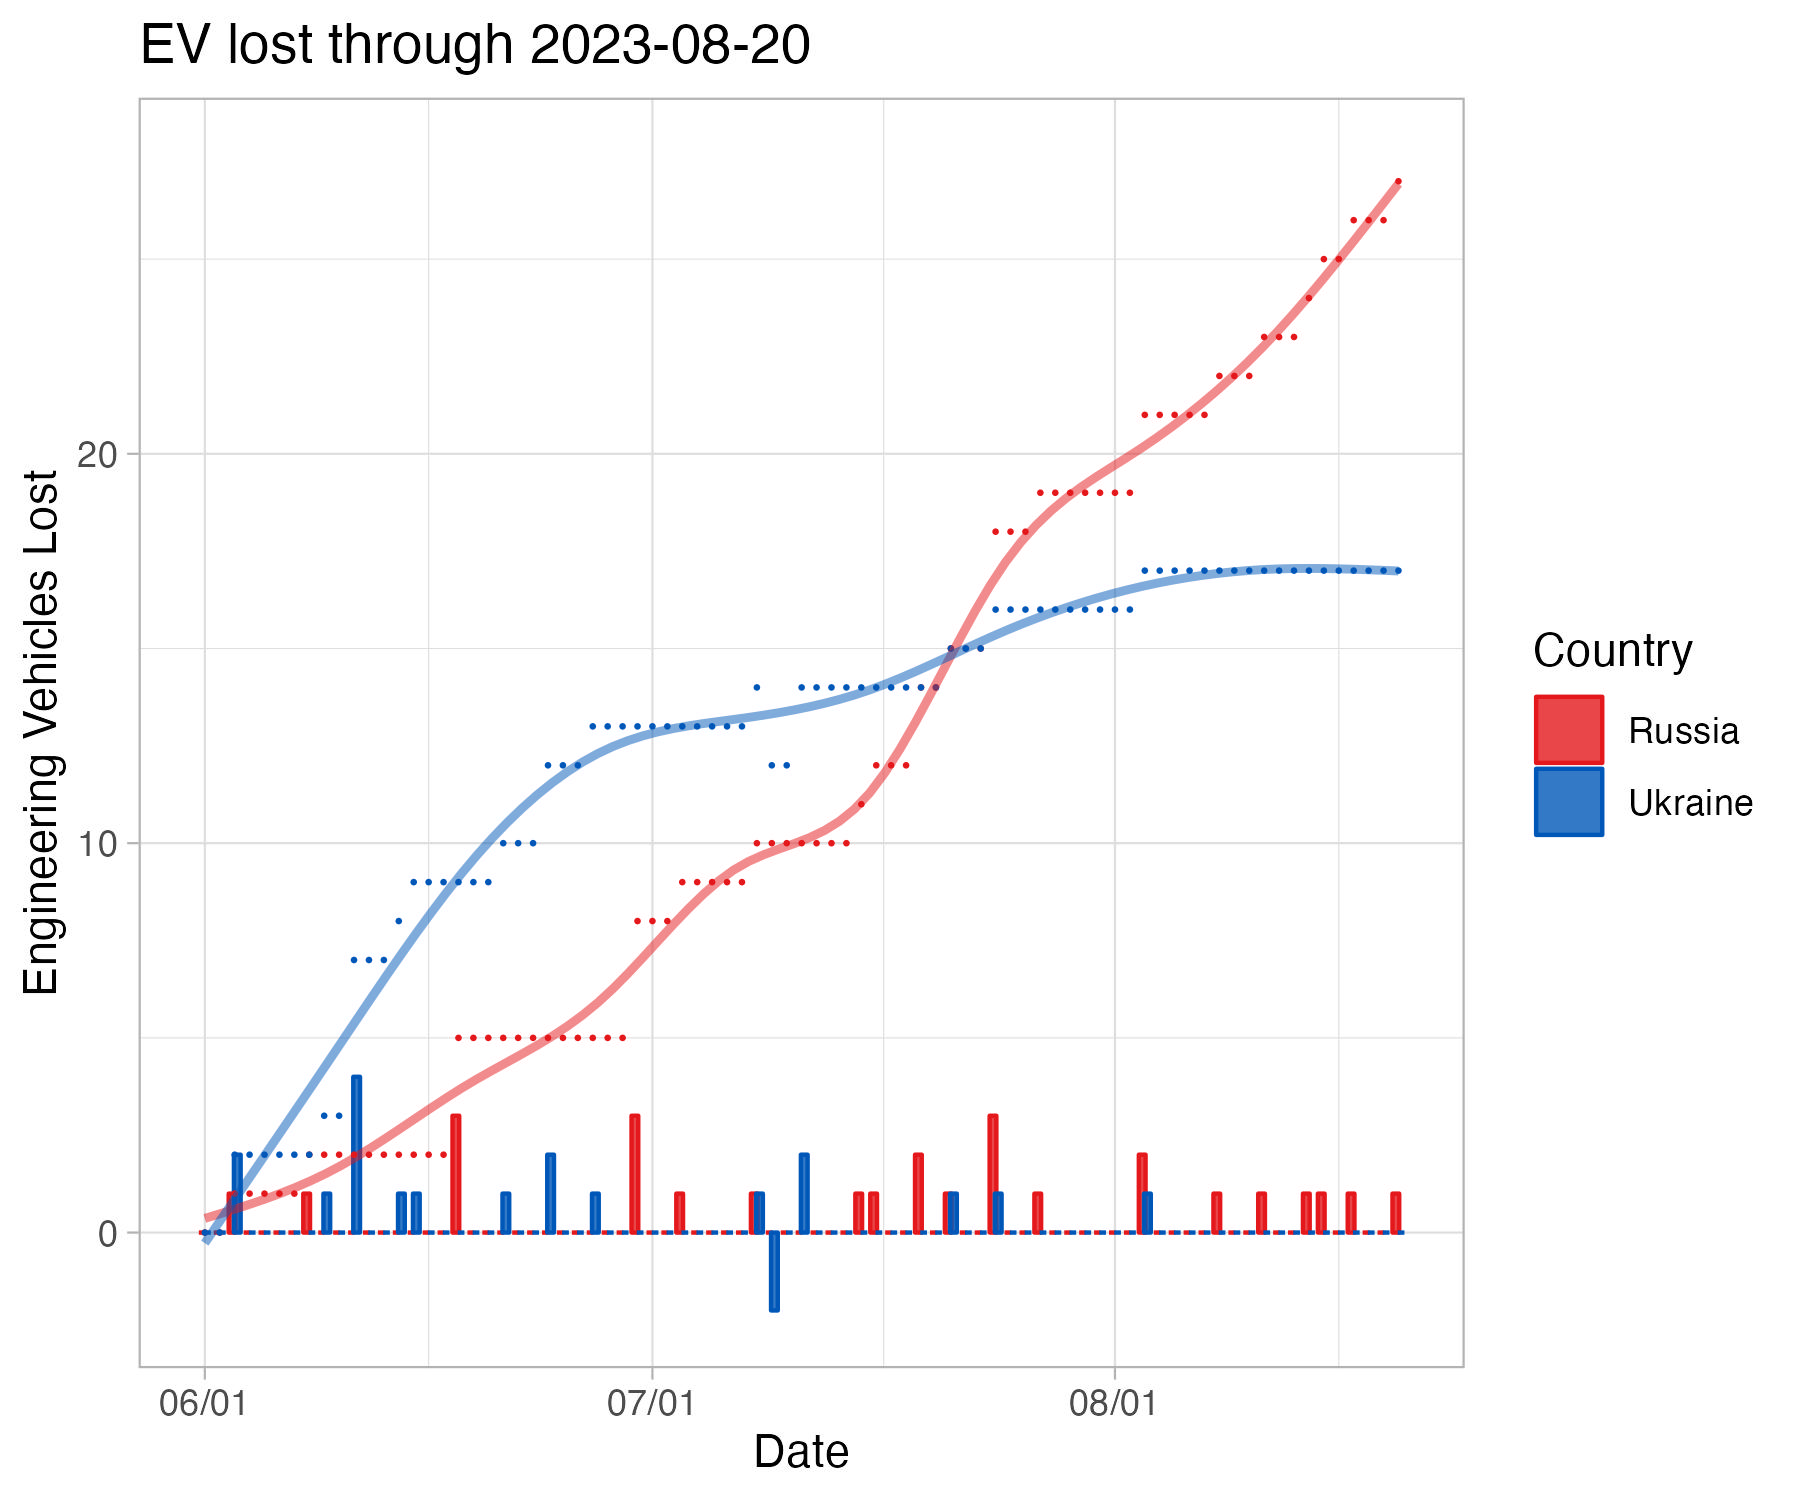 EV lost through 2023-08-20
Engineering Vehicles Lost
20
10
0
06/01
07/01
08/01
Date
Country
Russia
Ukraine